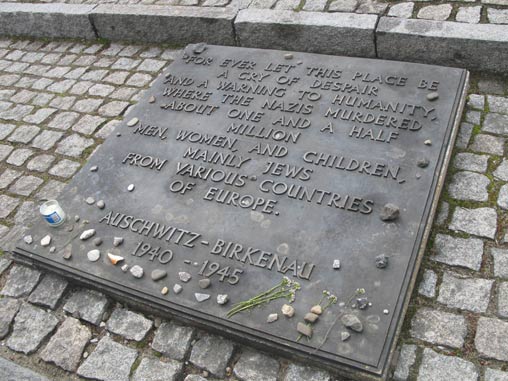 "FOR EVER LET THIS PLACE BE
A CRY OF DESPAIR
AND A WARNING TO HUMANITY,
WHERE THE NAZIS MURDERED
ABOUT ONE AND A HALF
MILLION
MEN, WOMEN, AND CHILDREN,
MAINLY JEWS
FROM VARIOUS COUNTRIES
OF EUROPE.
AUSCHWITZ-BIRKENAU
1940 -- 1945